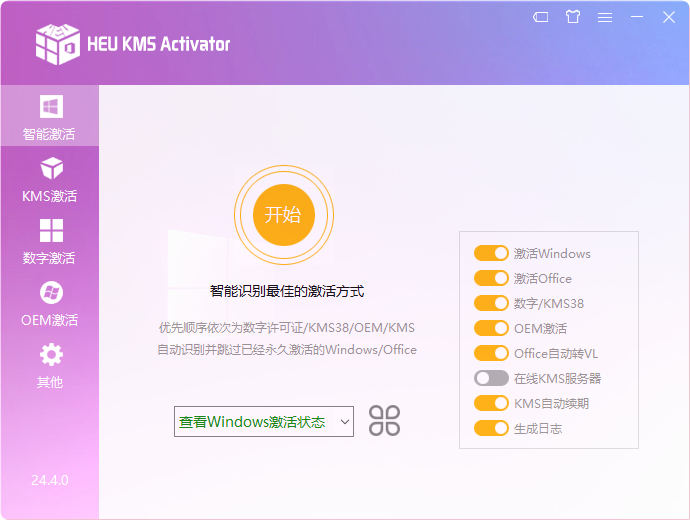 HEU KMS Activator
智能激活
KMS激活
数字激活
OEM激活
其他
24.4.0
开始
智能识别最佳的激活方式
优先顺序依次为数字许可证/KMS38/OEM/KMS
自动识别并跳过已经永久激活的Windows/Office
查看Windows激活状态
激活Windows
激活Office
数字/KMS38
OEM激活
Office自动转VL
在线KMS服务器
KMS自动续期
生成日志